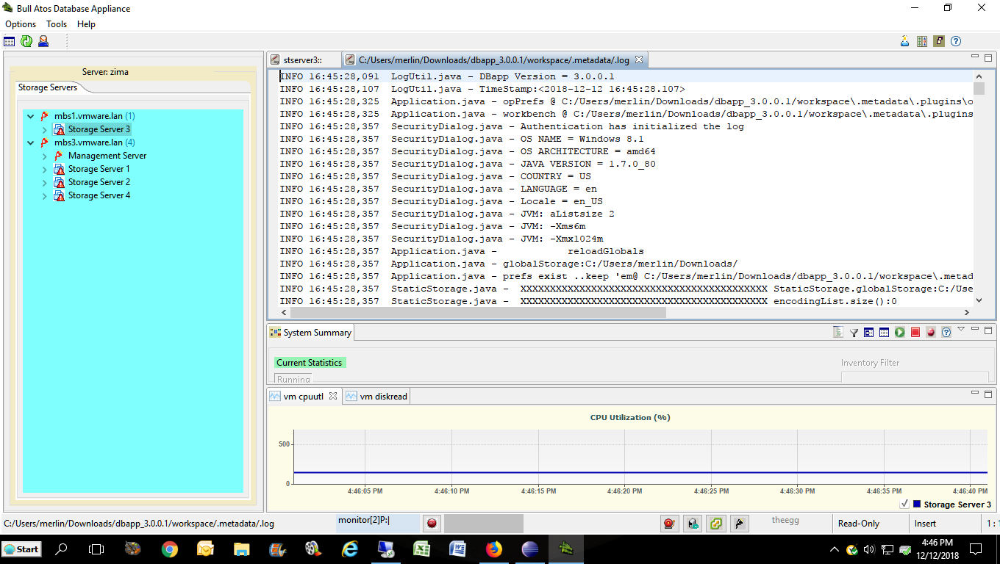 Bull Atos Database Appliance
Options Tools Help
Server: zima
Storage Servers
mbs1.vmware.lan (1)
Storage Server 3
mbs3.vmware.lan (4)
Management Server
Storage Server 1
Storage Server 2
Storage Server 4
stserver3::
C:/Users/merlin/Downloads/dbapp_3.0.0.1/workspace/.metadata/.log
INFO 16:45:28,091 LogUtil.java - DBapp Version = 3.0.0.1
INFO 16:45:28,107 LogUtil.java - TimeStamp:<2018-12-12 16:45:28.107>
INFO 16:45:28,325 Application.java - opPrefs @ C:/Users/merlin/Downloads/dbapp_3.0.0.1/workspace\.metadata\.plugins\o
INFO 16:45:28,325 Application.java - workbench @ C:/Users/merlin/Downloads/dbapp_3.0.0.1/workspace\.metadata\.plugins
INFO 16:45:28,357 SecurityDialog.java - Authentication has initialized the log
INFO 16:45:28,357 SecurityDialog.java - OS NAME = Windows 8.1
INFO 16:45:28,357 SecurityDialog.java - OS ARCHITECTURE = amd64
INFO 16:45:28,357 SecurityDialog.java - JAVA VERSION = 1.7.0_80
INFO 16:45:28,357 SecurityDialog.java - COUNTRY = US
INFO 16:45:28,357 SecurityDialog.java - LANGUAGE = en
INFO 16:45:28,357 SecurityDialog.java - Locale = en_US
INFO 16:45:28,357 SecurityDialog.java - JVM: aListsize 2
INFO 16:45:28,357 SecurityDialog.java - JVM: -Xms6m
INFO 16:45:28,357 SecurityDialog.java - JVM: -Xmx1024m
INFO 16:45:28,357 Application.java - reloadGlobals
INFO 16:45:28,357 Application.java - globalStorage:C:/Users/merlin/Downloads/
INFO 16:45:28,357 Application.java - prefs exist ..keep 'em@ C:/Users/merlin/Downloads/dbapp_3.0.0.1/workspace\.metad
INFO 16:45:28,357 StaticStorage.java - XXXXXXXXXXXXXXXXXXXXXXXXXXXXXXXXXXXXXXXXXX StaticStorage.globalStorage:C:/Use
INFO 16:45:28,357 StaticStorage.java - XXXXXXXXXXXXXXXXXXXXXXXXXXXXXXXXXXXXXXXXXX encodingList.size():0
System Summary
Current Statistics
Inventory Filter
Running
vm cpuutl
vm diskread
CPU Utilization (%)
500
0
4:46:05 PM 4:46:10 PM 4:46:15 PM 4:46:20 PM 4:46:25 PM 4:46:30 PM 4:46:35 PM 4:46:40 PM
Storage Server 3
C:/Users/merlin/Downloads/dbapp_3.0.0.1/workspace/.metadata/.log
monitor[2]P:|
theegg
Read-Only
Insert
1 : 1
Start
4:46 PM
12/12/2018